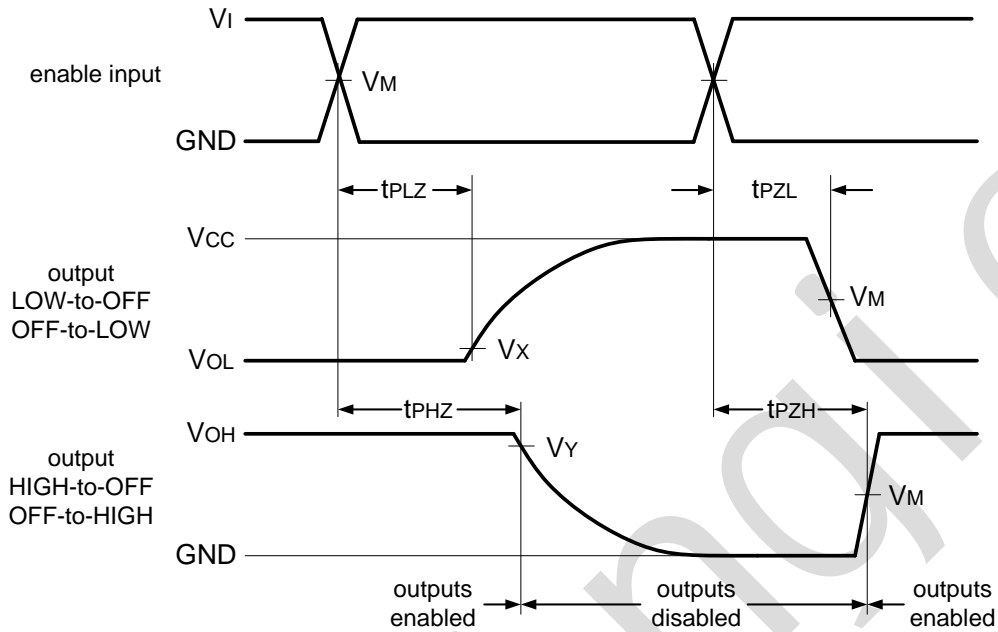 VI
enable input
VM
GND
tPLZ
tPZL
VCC
output
LOW-to-OFF
OFF-to-LOW
VM
VX
VOL
tPHZ
tPZH
VOH
output
HIGH-to-OFF
OFF-to-HIGH
VY
VM
GND
outputs
enabled
outputs
disabled
outputs
enabled